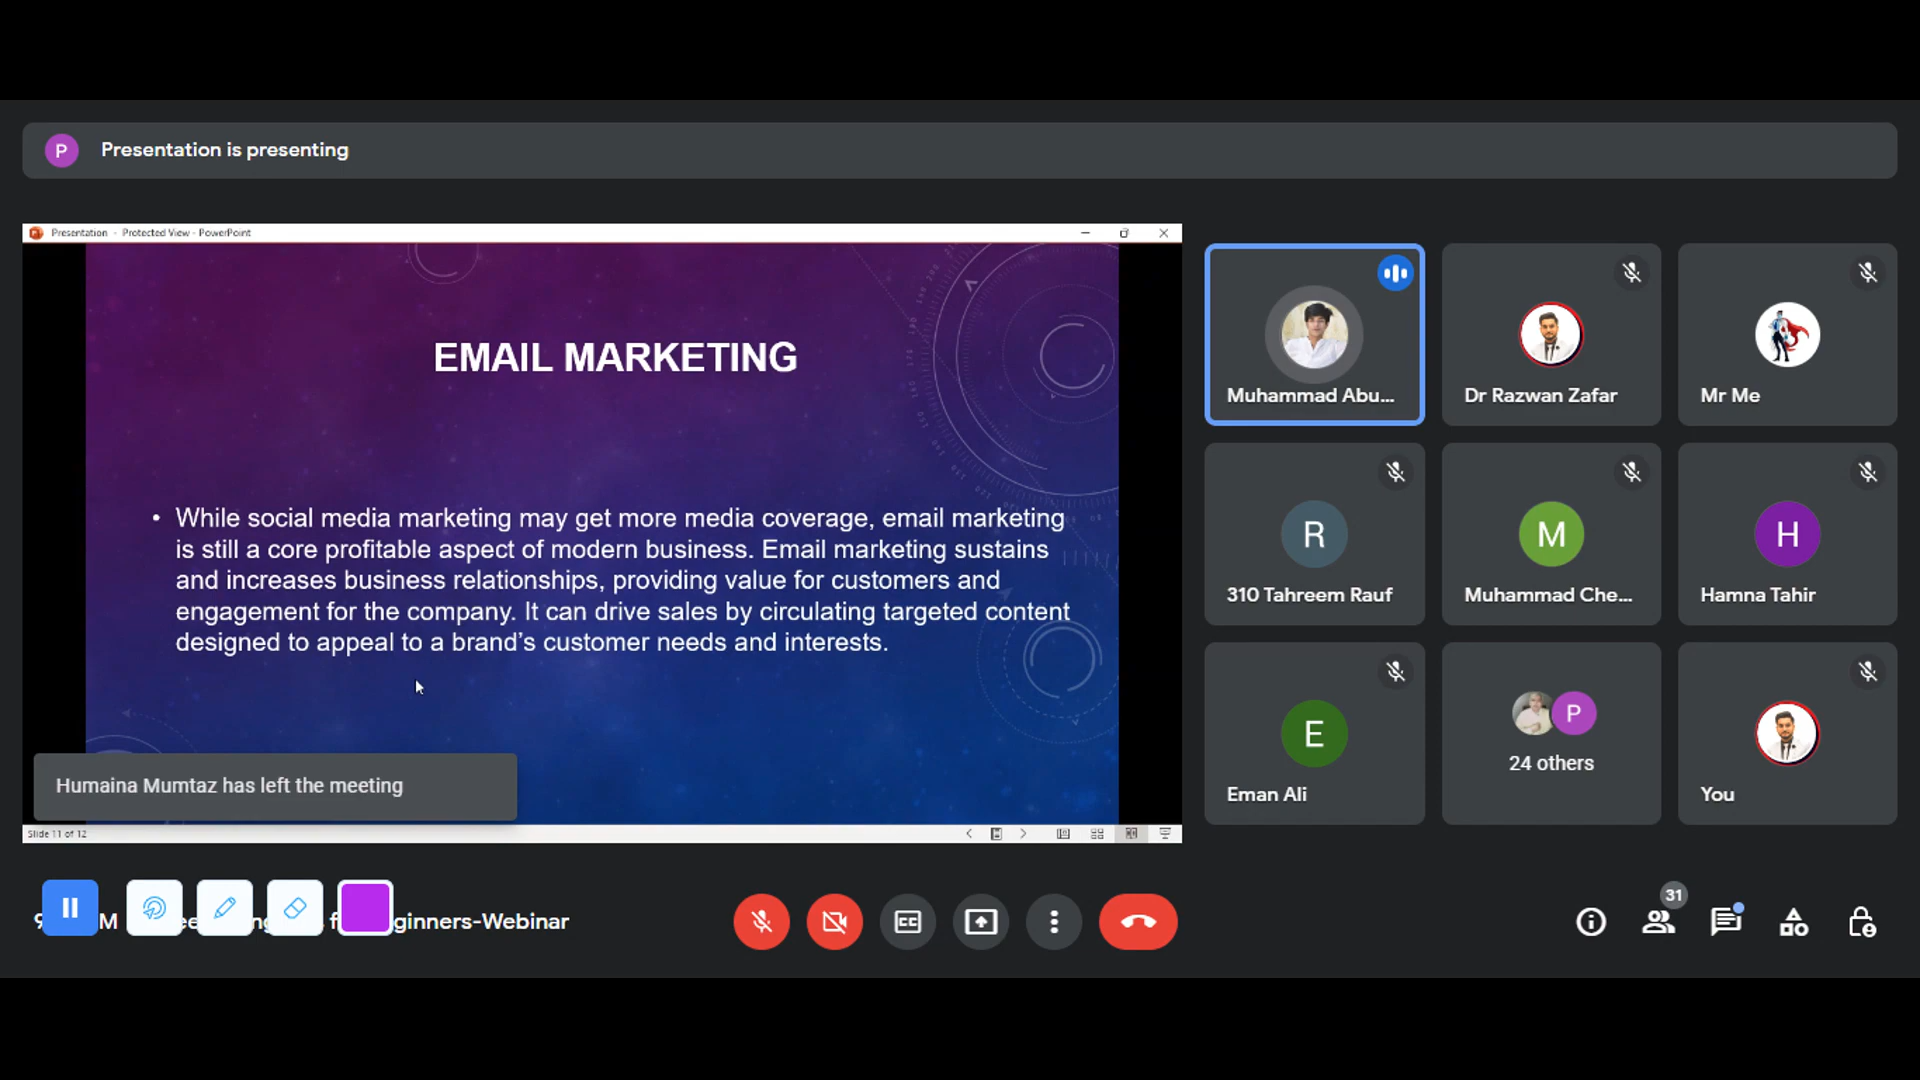 P Presentation is presenting
Presentation - Protected View - PowerPoint
EMAIL MARKETING
• While social media marketing may get more media coverage, email marketing
is still a core profitable aspect of modern business. Email marketing sustains
and increases business relationships, providing value for customers and
engagement for the company. It can drive sales by circulating targeted content
designed to appeal to a brand’s customer needs and interests.
Humaina Mumtaz has left the meeting
Slide 11 of 12
Muhammad Abu...
Dr Razwan Zafar
Mr Me
R
310 Tahreem Rauf
M
Muhammad Che...
H
Hamna Tahir
E
Eman Ali
P
24 others
You
ginners-Webinar
CC
31